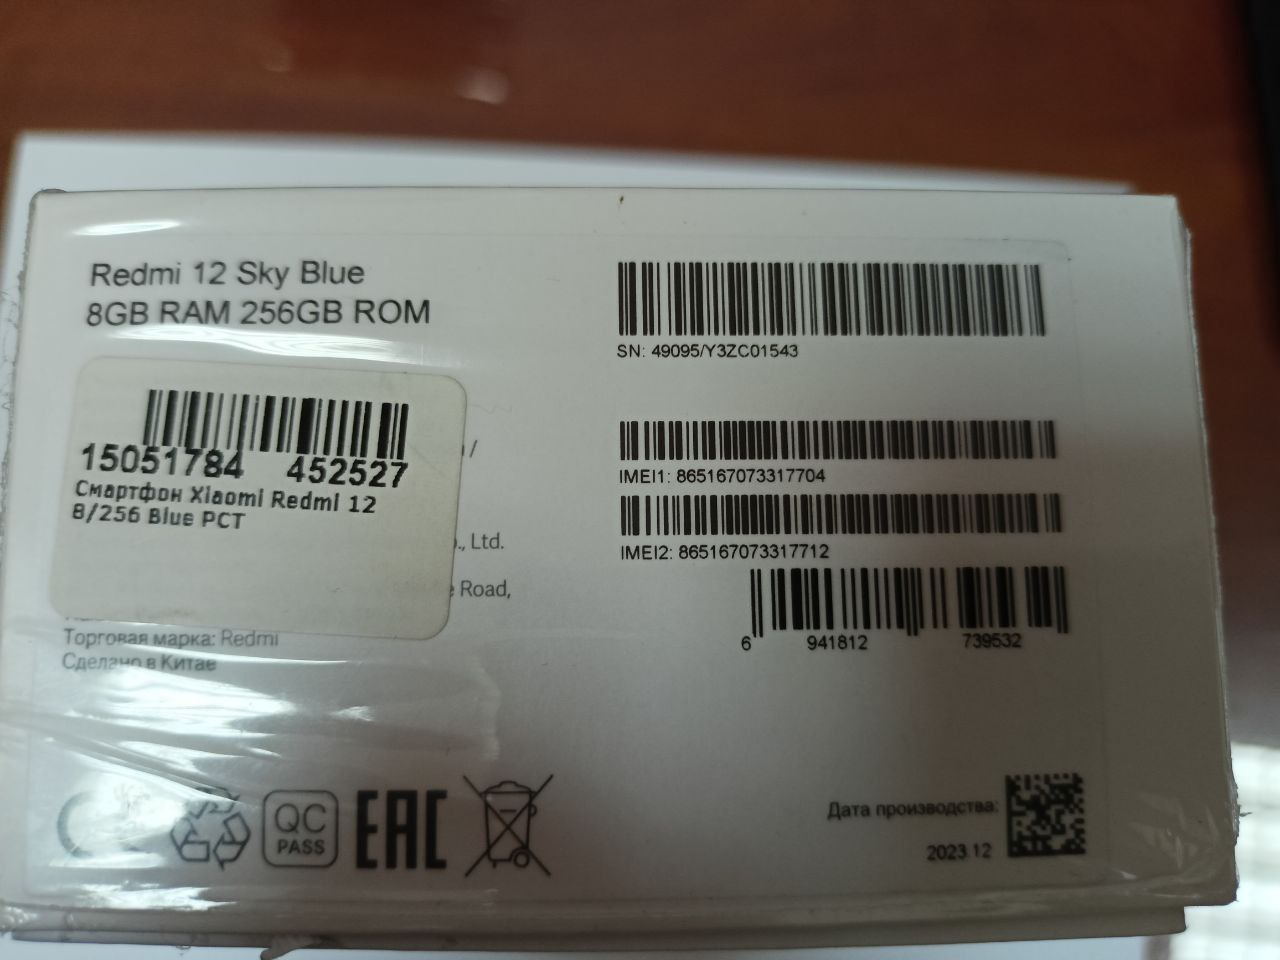 Redmi 12 Sky Blue
8GB RAM 256GB ROM
SN: 49095/Y3ZC01543
15051784 452527
Смартфон Xiaomi Redmi 12
8/256 Blue РСТ
IMEI1: 865167073317704
IMEI2: 865167073317712
., Ltd.
Road,
Торговая марка: Redmi
Сделано в Китае
6 941812 739532
QC
PASS
EAC
Дата производства:
2023.12